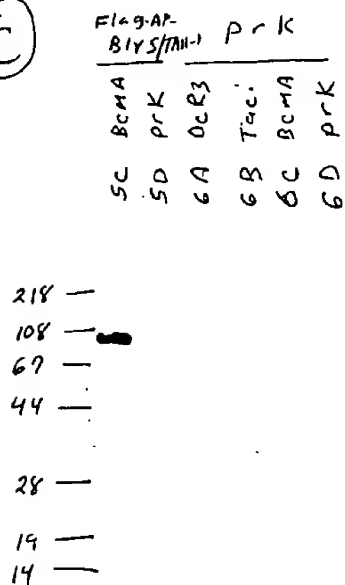 Flag-AP-
BlyS/TAll-1 prK
5C BCMA
5D prK
6A DcR3
6B Taci
6C BCMA
6D prK
218
108
67
44
28
19
14